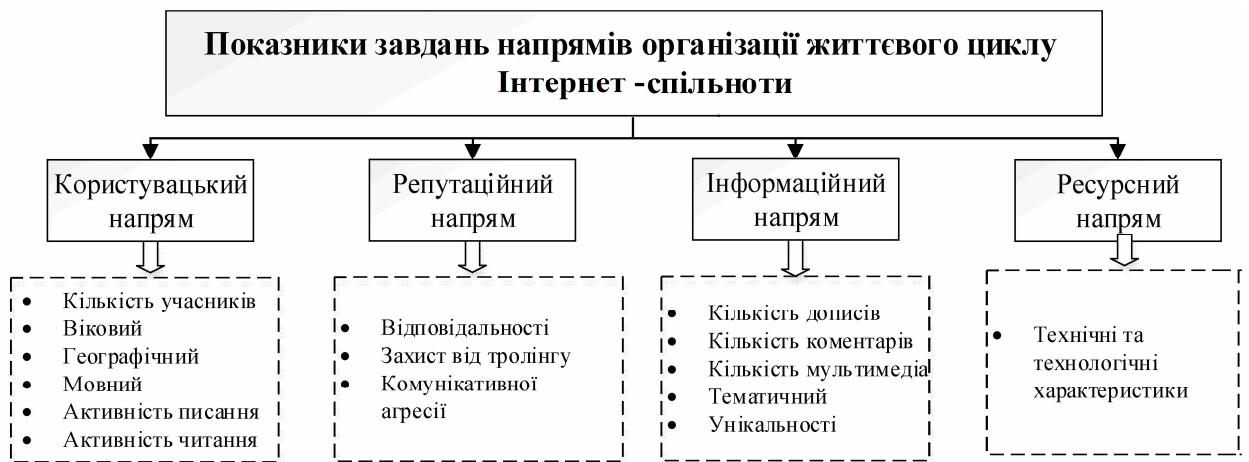 Показники завдань напрямів організації життєвого циклу
Інтернет -спільноти
Користувацький
напрям
Репутаційний
напрям
Інформаційний
напрям
Ресурсний
напрям
• Кількість учасників
• Віковий
• Географічний
• Мовний
• Активність писання
• Активність читання
• Відповідальності
• Захист від тролінгу
• Комунікативної
агресії
• Кількість дописів
• Кількість коментарів
• Кількість мультимедіа
• Тематичний
• Унікальності
• Технічні та
технологічні
характеристики